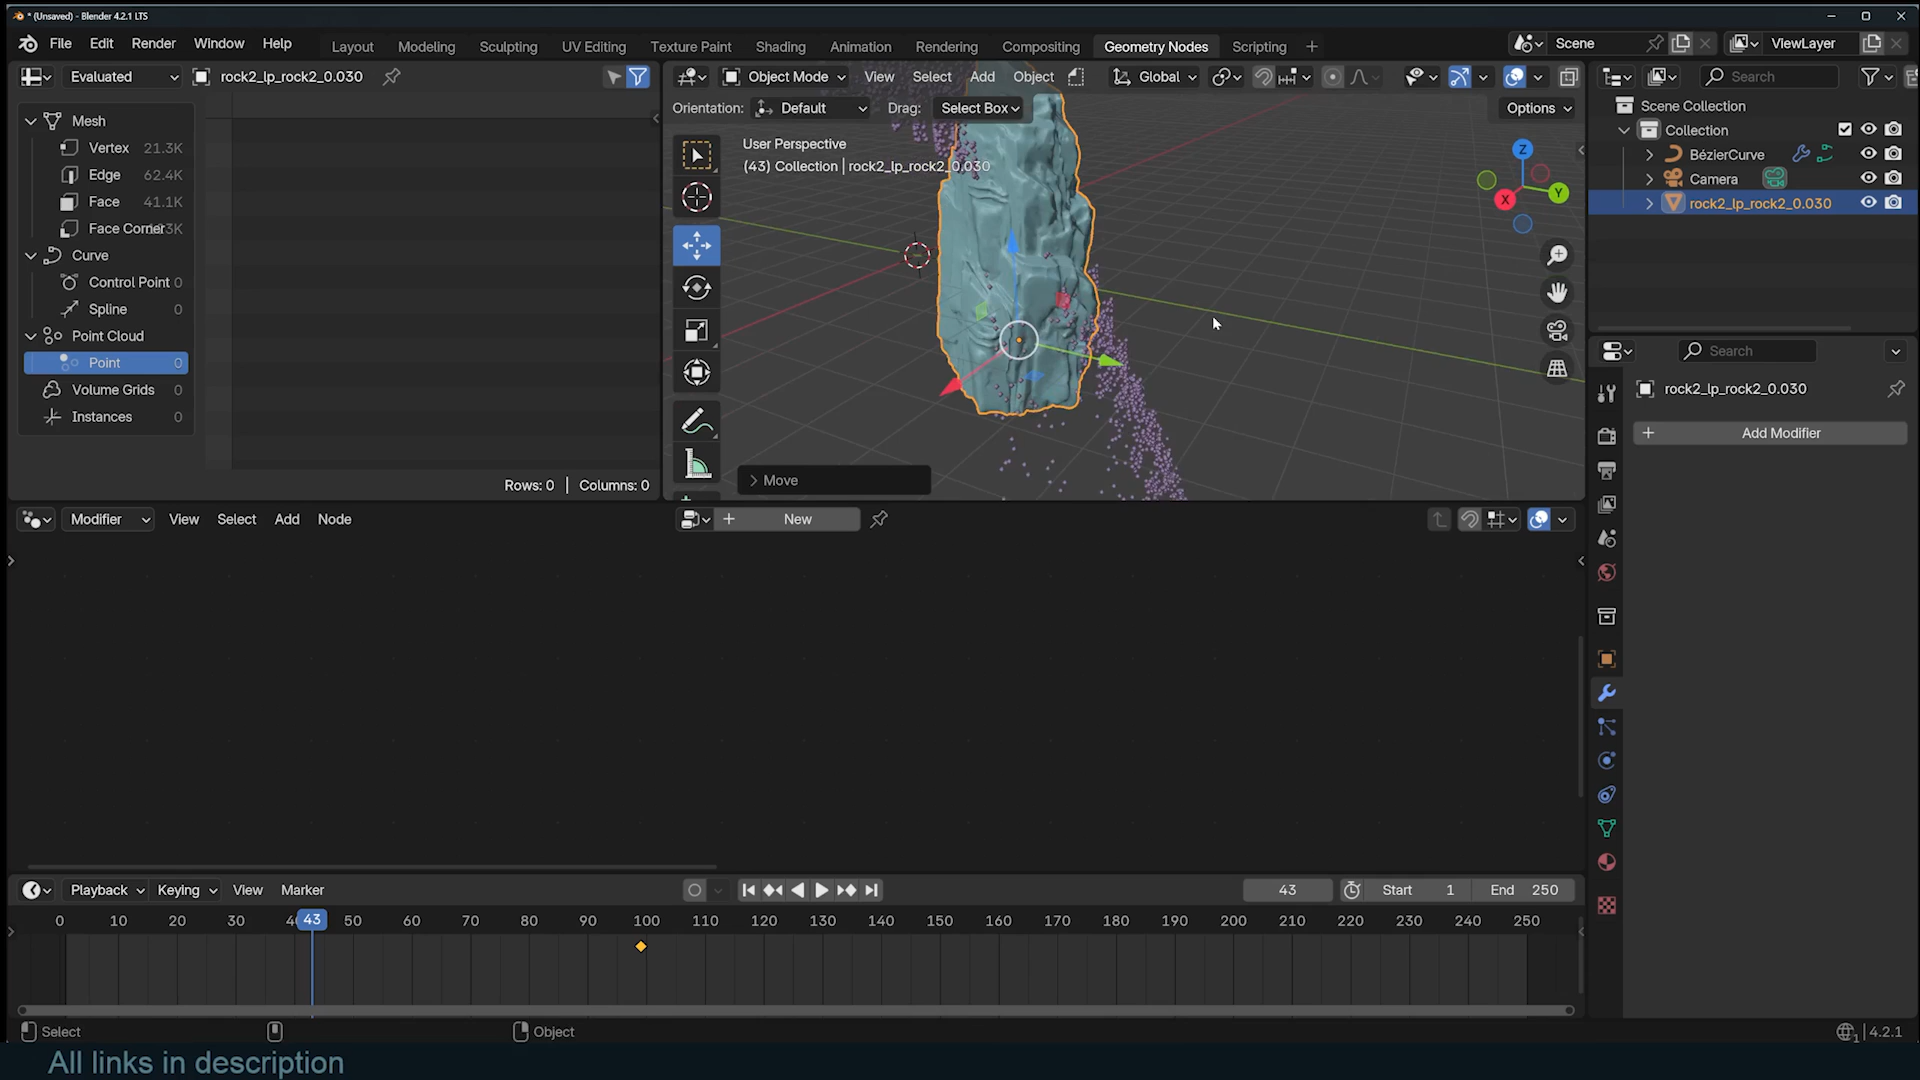 * (Unsaved) - Blender 4.2.1 LTS
File Edit Render Window Help Layout Modeling Sculpting UV Editing Texture Paint Shading Animation Rendering Compositing Geometry Nodes Scripting + Scene ViewLayer
Evaluated rock2_lp_rock2_0.030
Object Mode View Select Add Object Global
Search
Orientation: Default Drag: Select Box Options
Scene Collection
Collection
BézierCurve
Camera
rock2_lp_rock2_0.030
Mesh
Vertex 21.3K
Edge 62.4K
Face 41.1K
Face Corner
Curve
Control Point 0
Spline 0
Point Cloud
Point 0
Volume Grids 0
Instances 0
Rows: 0 | Columns: 0
User Perspective
(43) Collection | rock2_lp_rock2_0.030
Z
Y
X
> Move
Search
rock2_lp_rock2_0.030
+ Add Modifier
Modifier View Select Add Node
+ New
Playback Keying View Marker
43 Start 1 End 250
0 10 20 30 43 50 60 70 80 90 100 110 120 130 140 150 160 170 180 190 200 210 220 230 240 250
Select
Object
4.2.1
All links in description